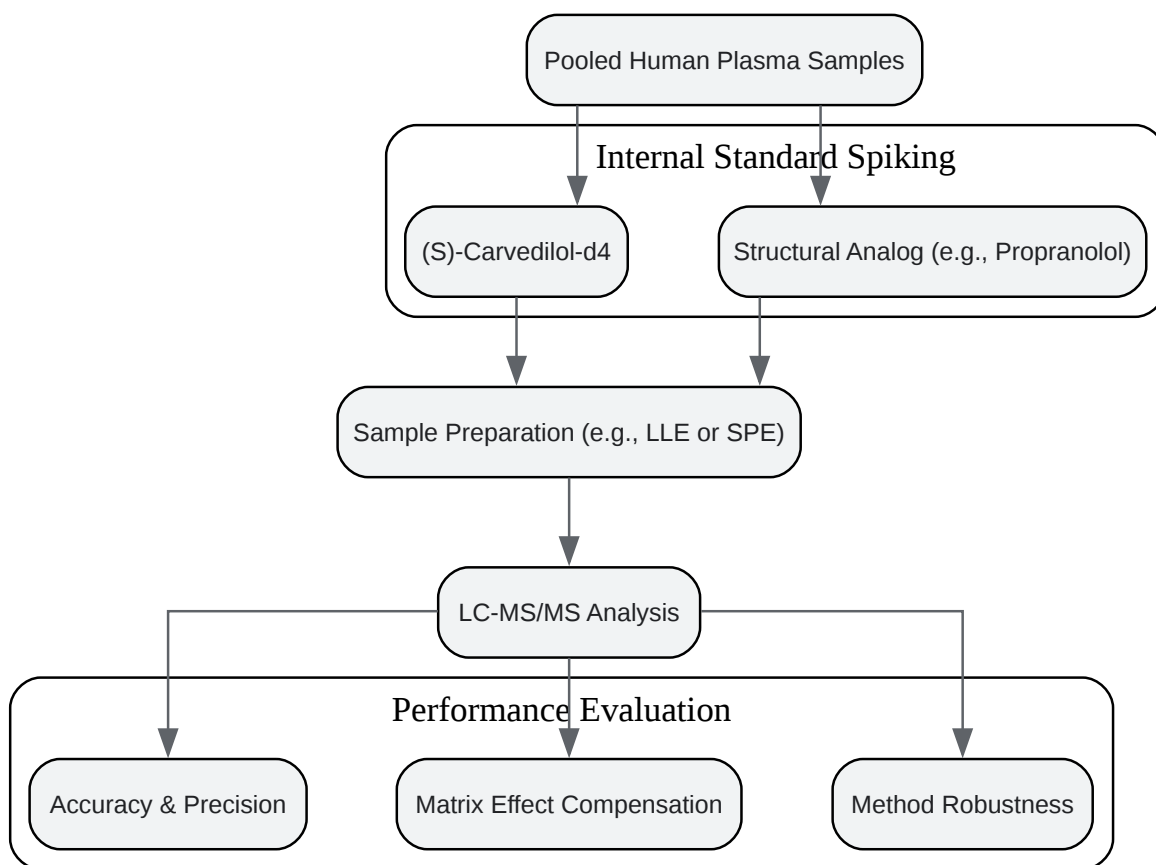 Pooled Human Plasma Samples
Internal Standard Spiking
(S)-Carvedilol-d4
Structural Analog (e.g., Propranolol)
Sample Preparation (e.g., LLE or SPE)
LC-MS/MS Analysis
Performance Evaluation
Accuracy & Precision
Matrix Effect Compensation
Method Robustness